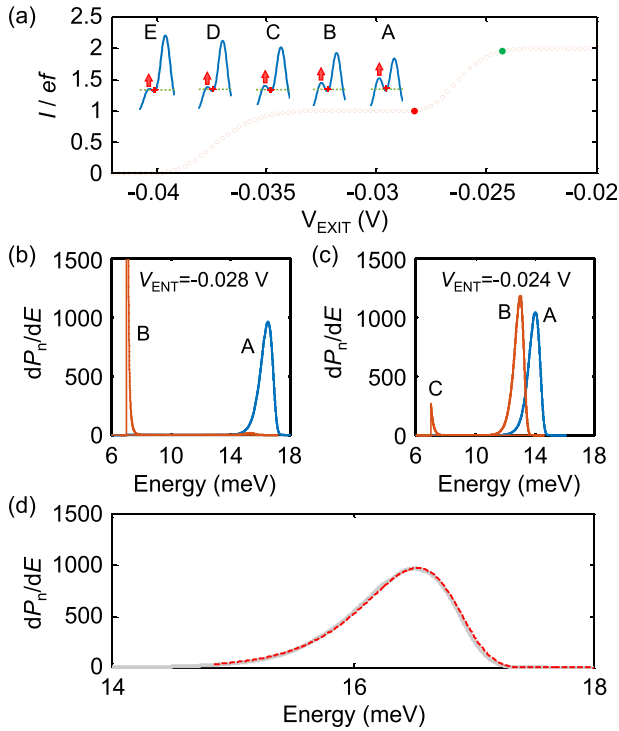 (a)
E D C B A
I / ef
2.5
2
1.5
1
0.5
0
-0.04 -0.035 -0.03 -0.025 -0.02
V_EXIT (V)
(b)
V_ENT=-0.028 V
B
A
dP_n/dE
1500
1000
500
0
6 10 14 18
Energy (meV)
(c)
V_ENT=-0.024 V
B
A
C
dP_n/dE
1500
1000
500
0
6 10 14 18
Energy (meV)
(d)
dP_n/dE
1500
1000
500
0
14 16 18
Energy (meV)